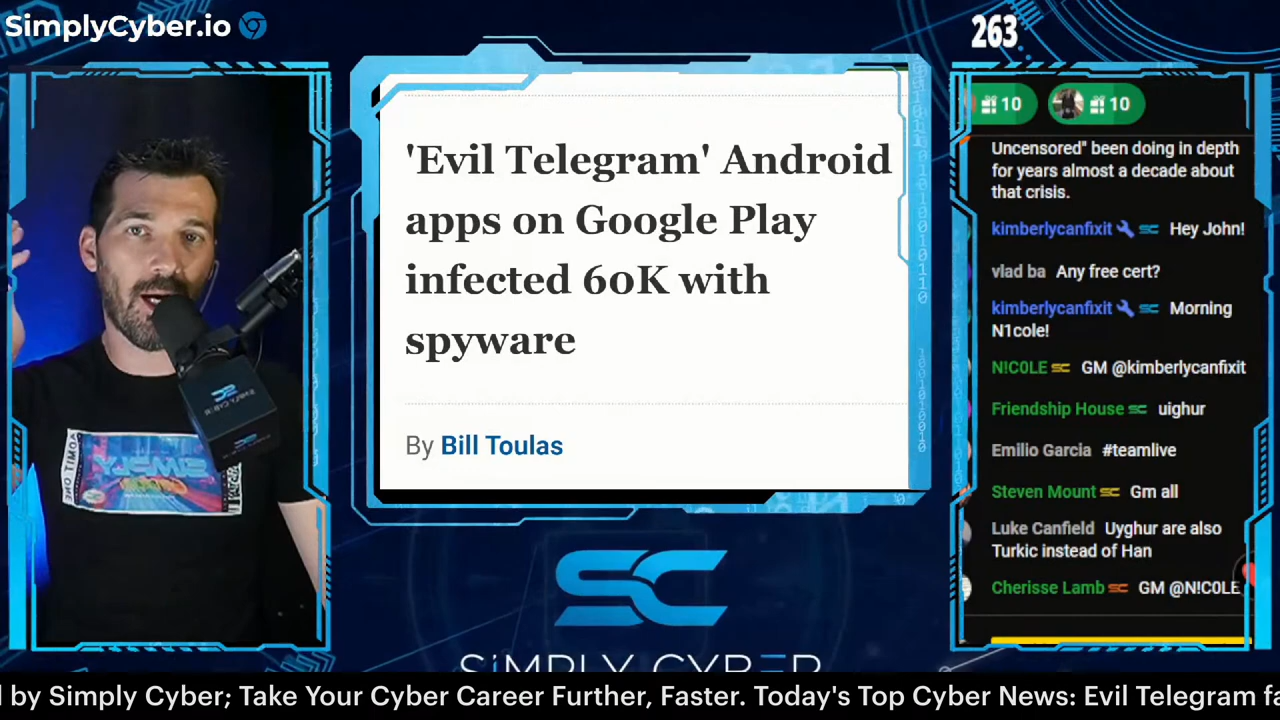 SimplyCyber.io
263
10
10
'Evil Telegram' Android
apps on Google Play
infected 60K with
spyware
By Bill Toulas
Uncensored" been doing in depth
for years almost a decade about
that crisis.
kimberlycanfixit Hey John!
vlad ba Any free cert?
kimberlycanfixit Morning
N1cole!
N!C0LE GM @kimberlycanfixit
Friendship House uighur
Emilio Garcia #teamlive
Steven Mount Gm all
Luke Canfield Uyghur are also
Turkic instead of Han
Cherisse Lamb GM @N!C0LE
SC
SIMPLY CYBER
by Simply Cyber; Take Your Cyber Career Further, Faster. Today's Top Cyber News: Evil Telegram